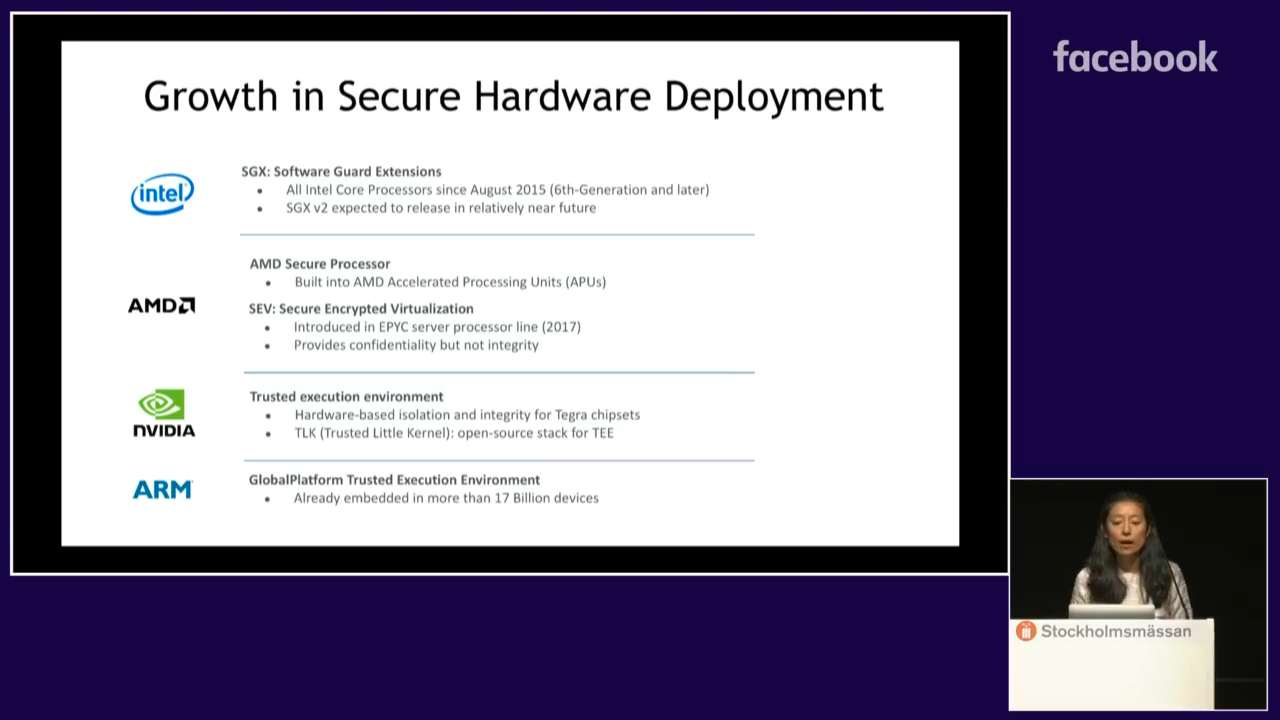 facebook
Growth in Secure Hardware Deployment
intel
SGX: Software Guard Extensions
• All Intel Core Processors since August 2015 (6th-Generation and later)
• SGX v2 expected to release in relatively near future
AMD
AMD Secure Processor
• Built into AMD Accelerated Processing Units (APUs)
SEV: Secure Encrypted Virtualization
• Introduced in EPYC server processor line (2017)
• Provides confidentiality but not integrity
NVIDIA
Trusted execution environment
• Hardware-based isolation and integrity for Tegra chipsets
• TLK (Trusted Little Kernel): open-source stack for TEE
ARM
GlobalPlatform Trusted Execution Environment
• Already embedded in more than 17 Billion devices
Stockholmsmässan